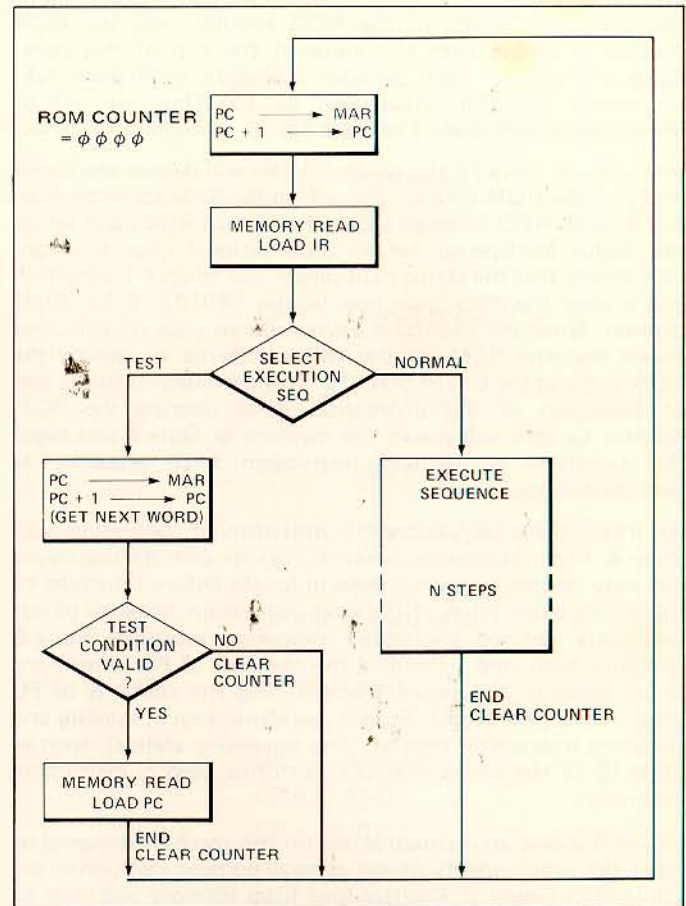 ROM COUNTER
= ϕ ϕ ϕ ϕ
PC ⟶ MAR
PC + 1 ⟶ PC
MEMORY READ
LOAD IR
TEST
SELECT
EXECUTION
SEQ
NORMAL
PC ⟶ MAR
PC + 1 ⟶ PC
(GET NEXT WORD)
EXECUTE
SEQUENCE
N STEPS
TEST
CONDITION
VALID
?
NO
CLEAR
COUNTER
YES
END
CLEAR COUNTER
MEMORY READ
LOAD PC
END
CLEAR COUNTER